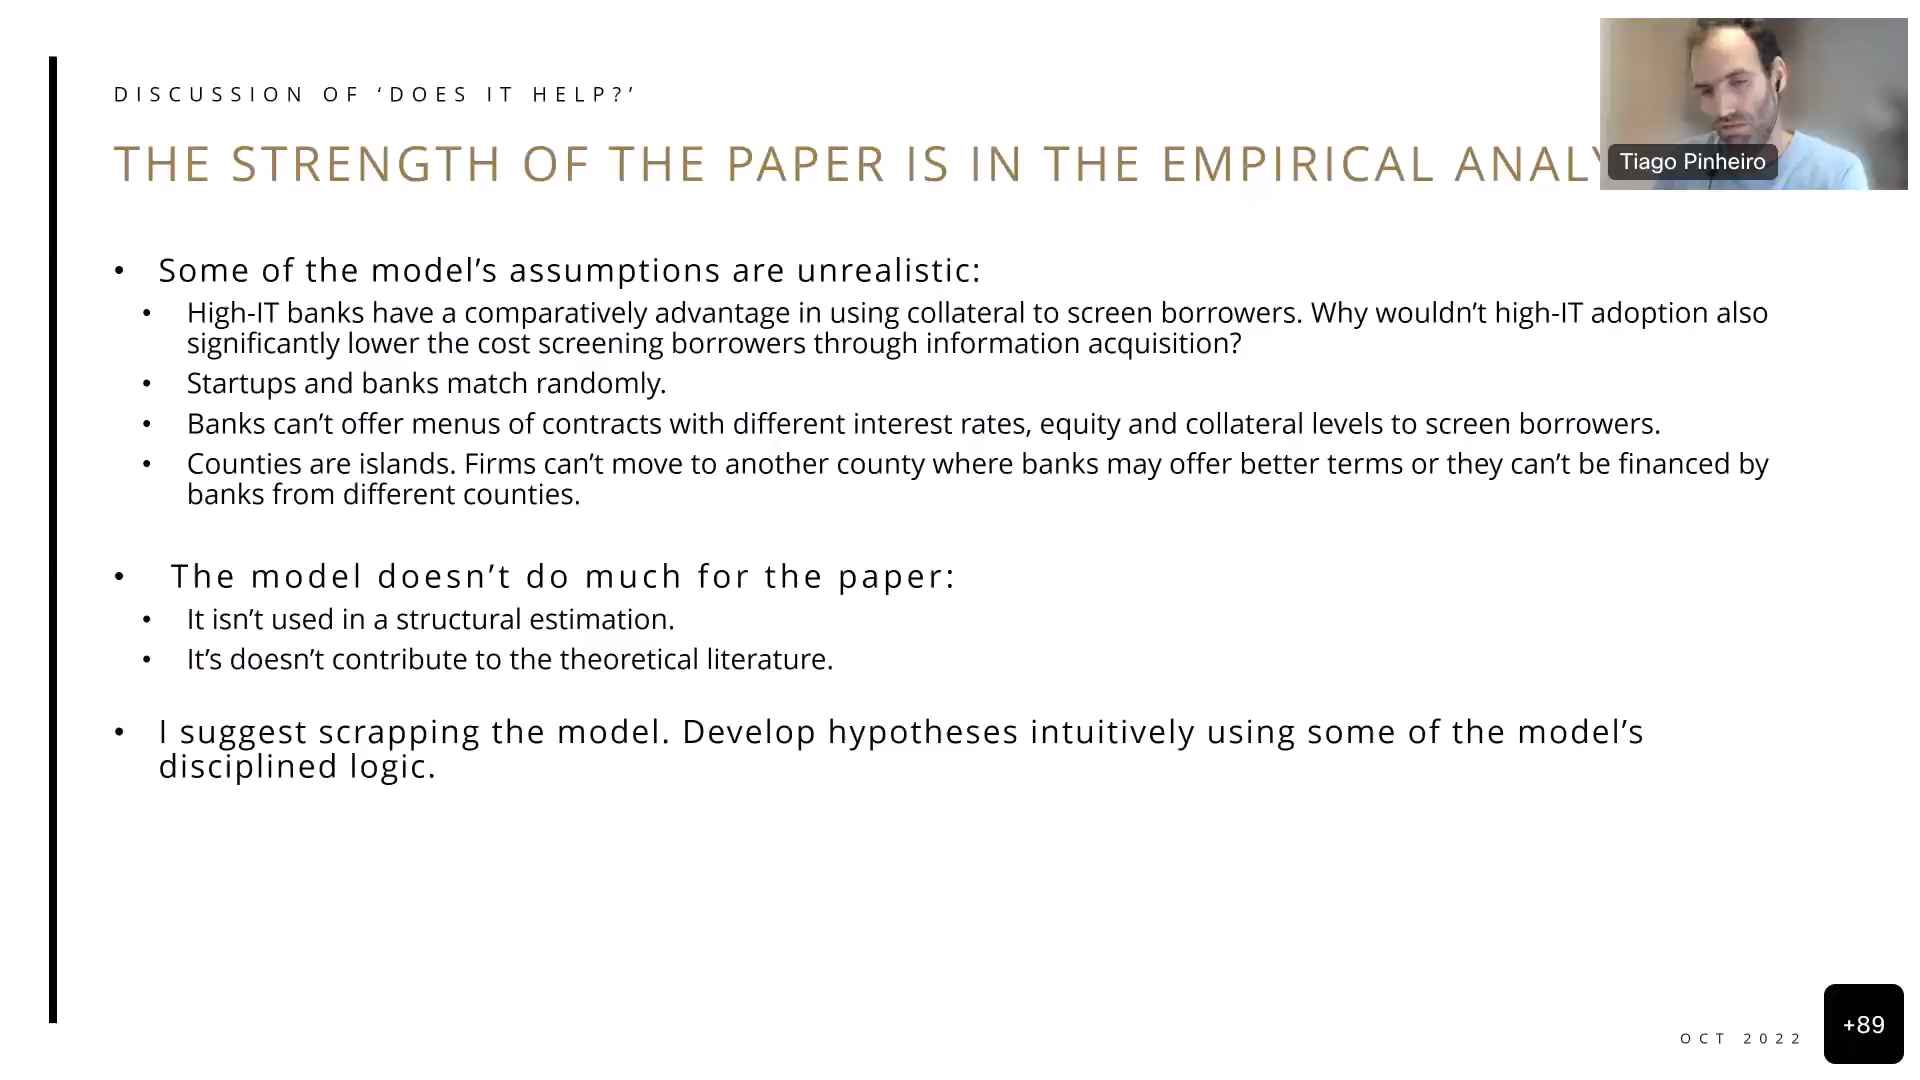 DISCUSSION OF ‘DOES IT HELP?’
THE STRENGTH OF THE PAPER IS IN THE EMPIRICAL
Tiago Pinheiro
• Some of the model’s assumptions are unrealistic:
• High-IT banks have a comparatively advantage in using collateral to screen borrowers. Why wouldn’t high-IT adoption also
significantly lower the cost screening borrowers through information acquisition?
• Startups and banks match randomly.
• Banks can’t offer menus of contracts with different interest rates, equity and collateral levels to screen borrowers.
• Counties are islands. Firms can’t move to another county where banks may offer better terms or they can’t be financed by
banks from different counties.
• The model doesn’t do much for the paper:
• It isn’t used in a structural estimation.
• It’s doesn’t contribute to the theoretical literature.
• I suggest scrapping the model. Develop hypotheses intuitively using some of the model’s
disciplined logic.
OCT 2022
+89